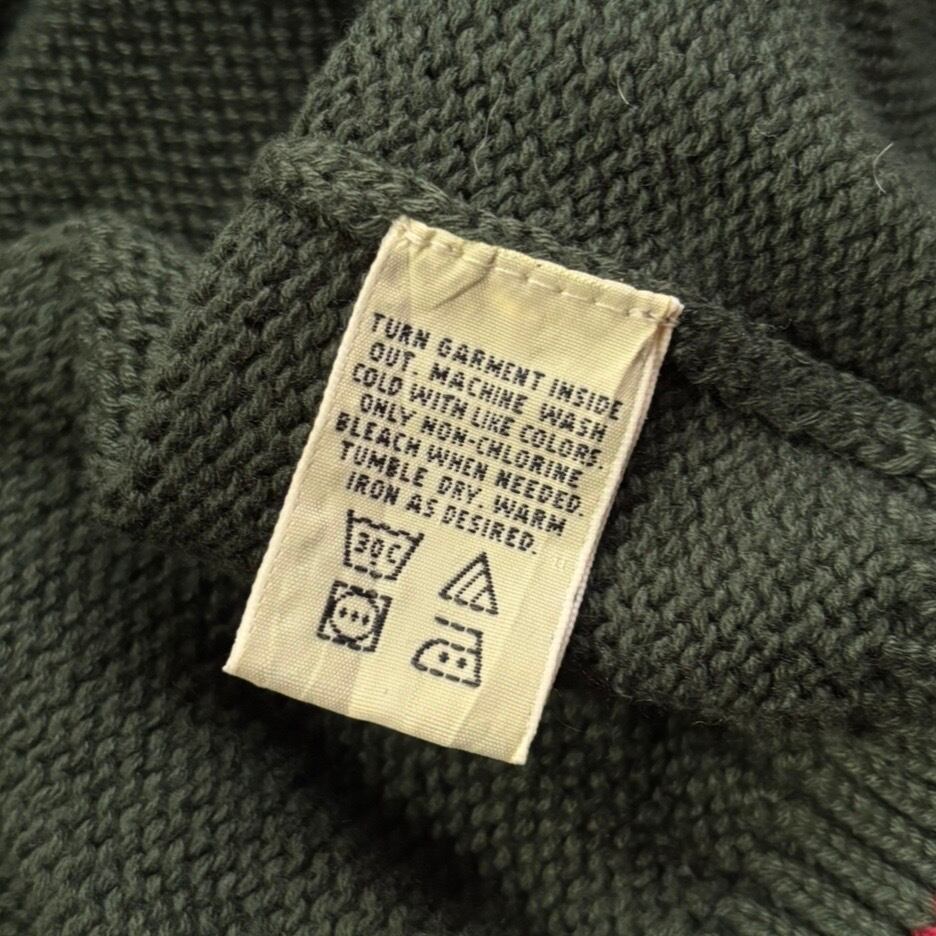 TURN GARMENT INSIDE
OUT. MACHINE WASH
COLD WITH LIKE COLORS.
ONLY NON-CHLORINE
BLEACH WHEN NEEDED.
TUMBLE DRY. WARM
IRON AS DESIRED.
30C